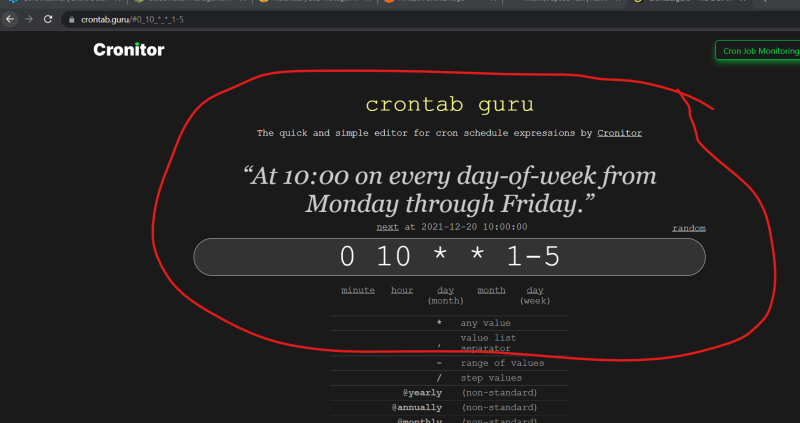 crontab.guru/#0_10_*_*_1-5
Cronitor
Cron Job Monitoring
crontab guru
The quick and simple editor for cron schedule expressions by Cronitor
“At 10:00 on every day-of-week from
Monday through Friday.”
next at 2021-12-20 10:00:00
random
0 10 * * 1-5
minute hour day month day
(month) (week)
* any value
, value list
separator
- range of values
/ step values
@yearly (non-standard)
@annually (non-standard)
@monthly (non-standard)